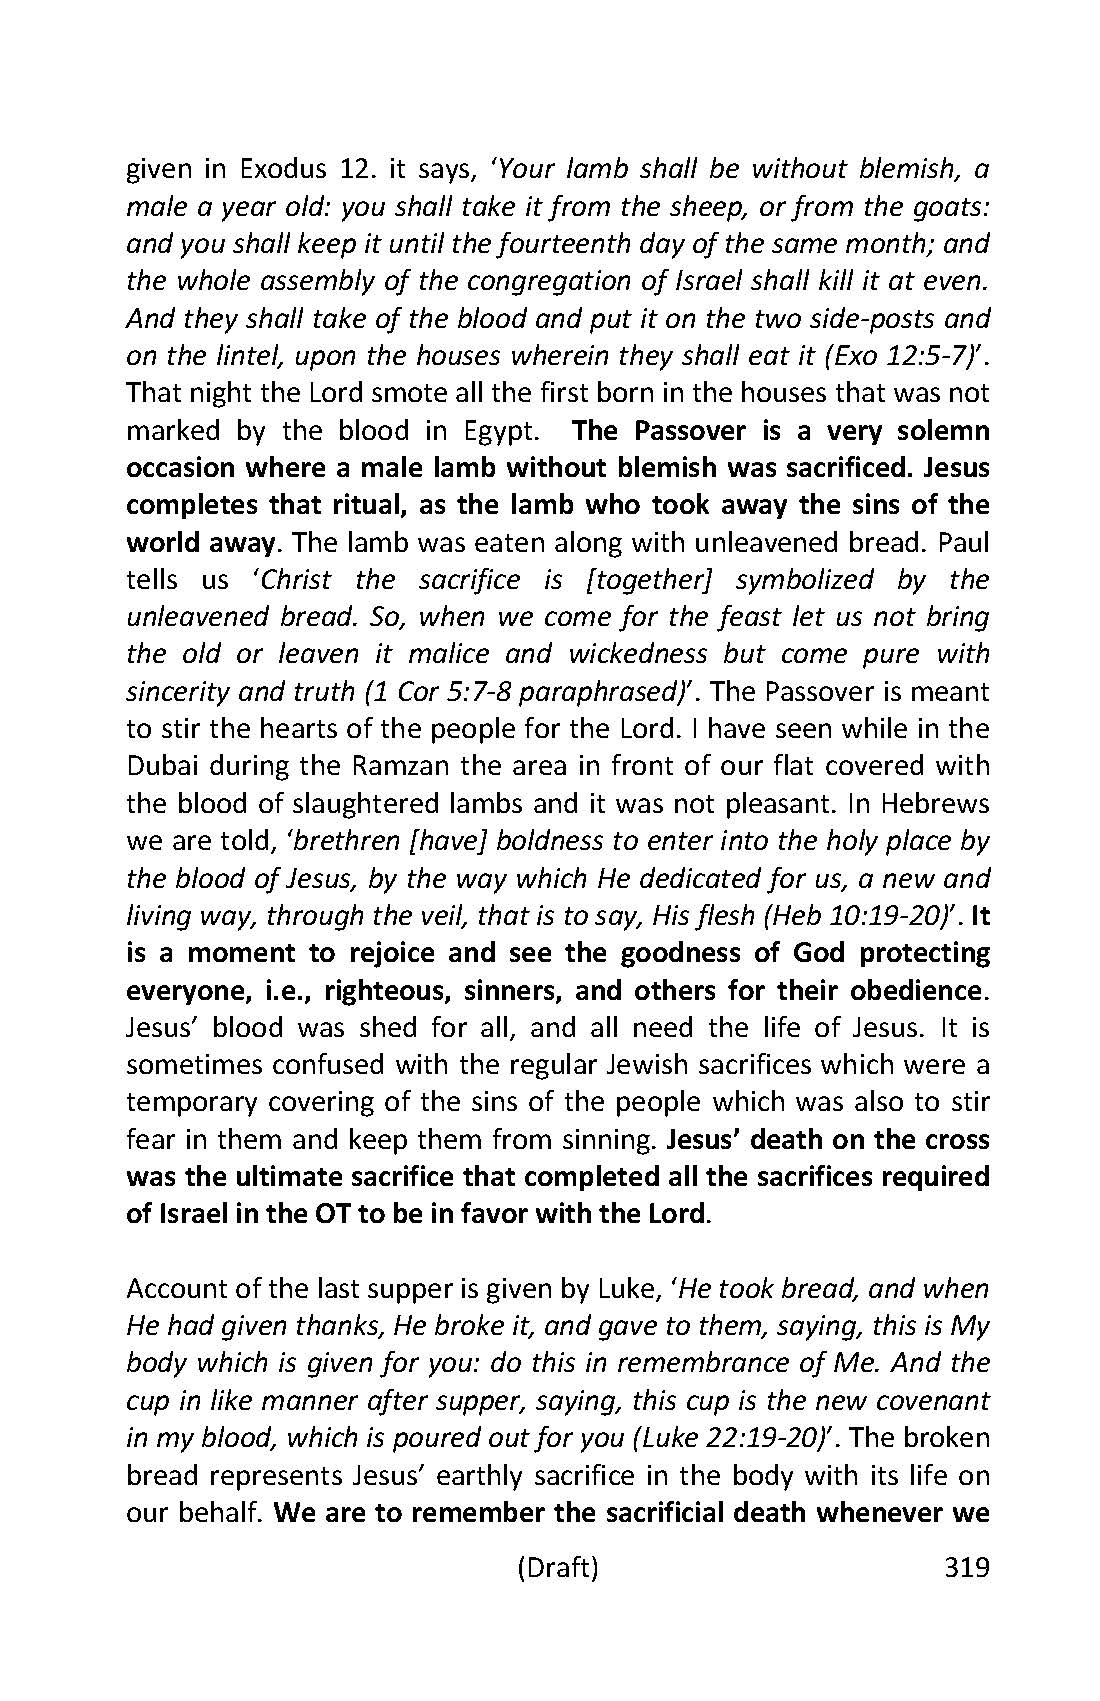 given in Exodus 12. it says, ‘Your lamb shall be without blemish, a
male a year old: you shall take it from the sheep, or from the goats:
and you shall keep it until the fourteenth day of the same month; and
the whole assembly of the congregation of Israel shall kill it at even.
And they shall take of the blood and put it on the two side-posts and
on the lintel, upon the houses wherein they shall eat it (Exo 12:5-7)’.
That night the Lord smote all the first born in the houses that was not
marked by the blood in Egypt. The Passover is a very solemn
occasion where a male lamb without blemish was sacrificed. Jesus
completes that ritual, as the lamb who took away the sins of the
world away. The lamb was eaten along with unleavened bread. Paul
tells us ‘Christ the sacrifice is [together] symbolized by the
unleavened bread. So, when we come for the feast let us not bring
the old or leaven it malice and wickedness but come pure with
sincerity and truth (1 Cor 5:7-8 paraphrased)’. The Passover is meant
to stir the hearts of the people for the Lord. I have seen while in the
Dubai during the Ramzan the area in front of our flat covered with
the blood of slaughtered lambs and it was not pleasant. In Hebrews
we are told, ‘brethren [have] boldness to enter into the holy place by
the blood of Jesus, by the way which He dedicated for us, a new and
living way, through the veil, that is to say, His flesh (Heb 10:19-20)’. It
is a moment to rejoice and see the goodness of God protecting
everyone, i.e., righteous, sinners, and others for their obedience.
Jesus’ blood was shed for all, and all need the life of Jesus. It is
sometimes confused with the regular Jewish sacrifices which were a
temporary covering of the sins of the people which was also to stir
fear in them and keep them from sinning. Jesus’ death on the cross
was the ultimate sacrifice that completed all the sacrifices required
of Israel in the OT to be in favor with the Lord.
Account of the last supper is given by Luke, ‘He took bread, and when
He had given thanks, He broke it, and gave to them, saying, this is My
body which is given for you: do this in remembrance of Me. And the
cup in like manner after supper, saying, this cup is the new covenant
in my blood, which is poured out for you (Luke 22:19-20)’. The broken
bread represents Jesus’ earthly sacrifice in the body with its life on
our behalf. We are to remember the sacrificial death whenever we
(Draft) 319